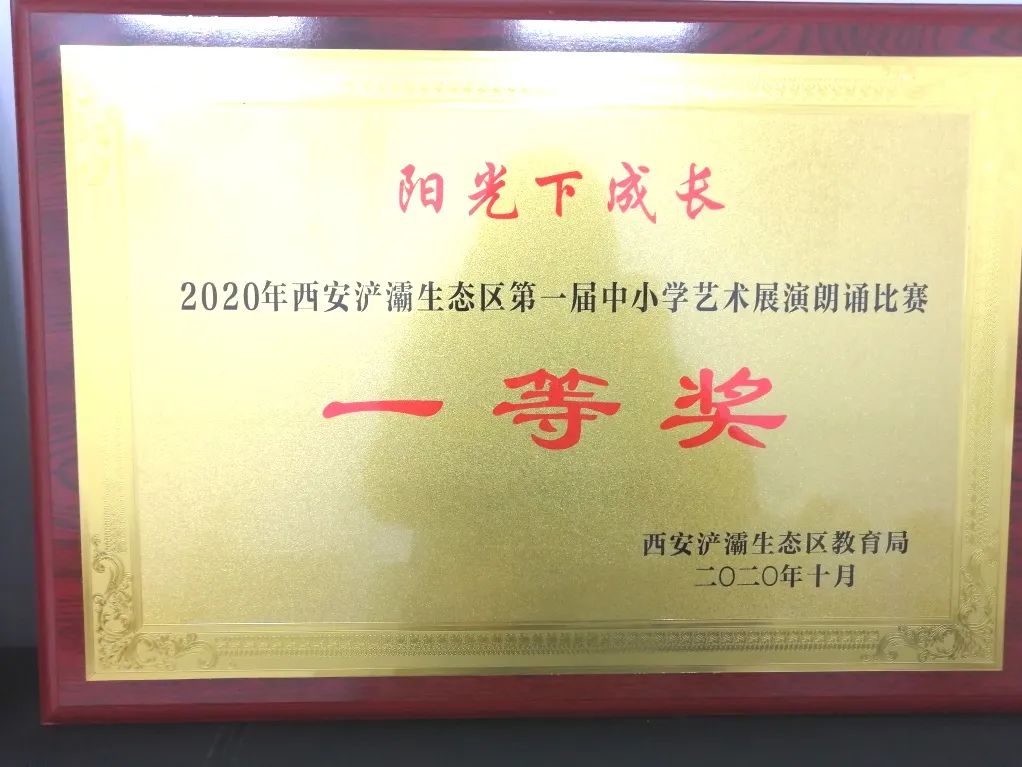 阳光下成长
2020年西安浐灞生态区第一届中小学艺术展演朗诵比赛
一等奖
西安浐灞生态区教育局
二〇二〇年十月